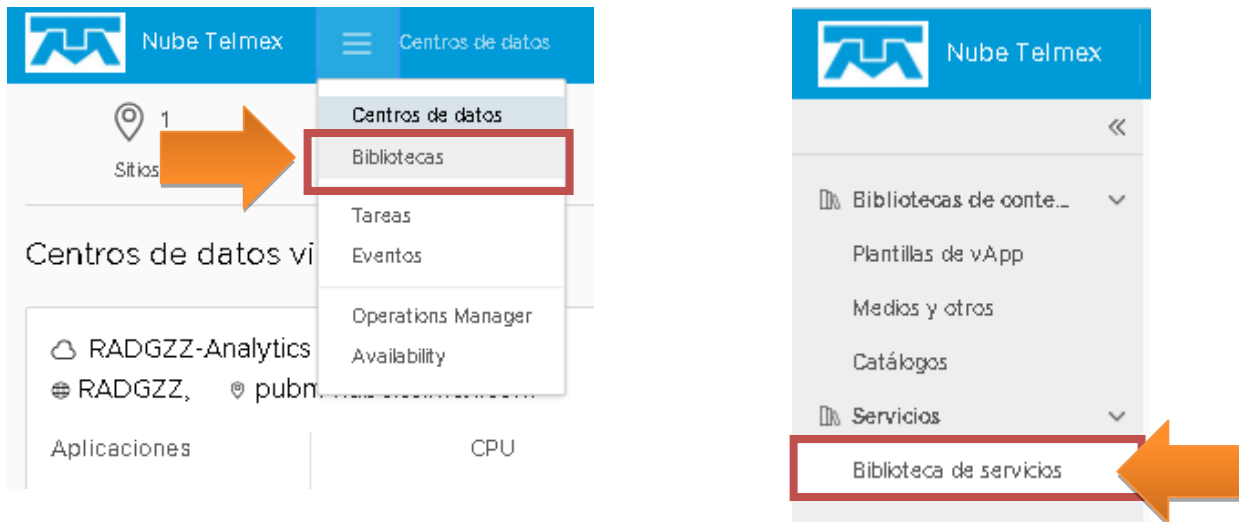 Nube Telmex
Centros de datos
1
Sitios
Centros de datos
Bibliotecas
Tareas
Eventos
Operations Manager
Availability
Centros de datos vi
RADGZZ-Analytics
RADGZZ,
Aplicaciones
CPU
Nube Telmex
Bibliotecas de conte...
Plantillas de vApp
Medios y otros
Catálogos
Servicios
Biblioteca de servicios